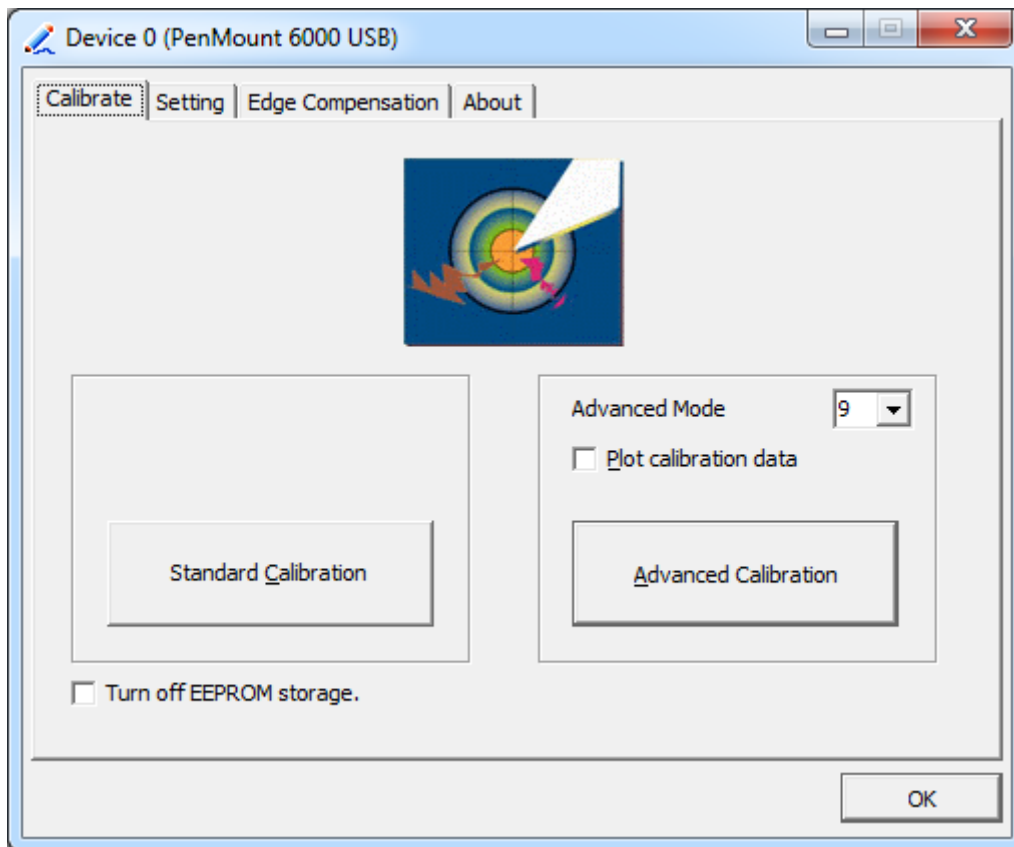 Device 0 (PenMount 6000 USB)
Calibrate Setting Edge Compensation About
Advanced Mode 9
Plot calibration data
Standard Calibration
Advanced Calibration
Turn off EEPROM storage.
OK